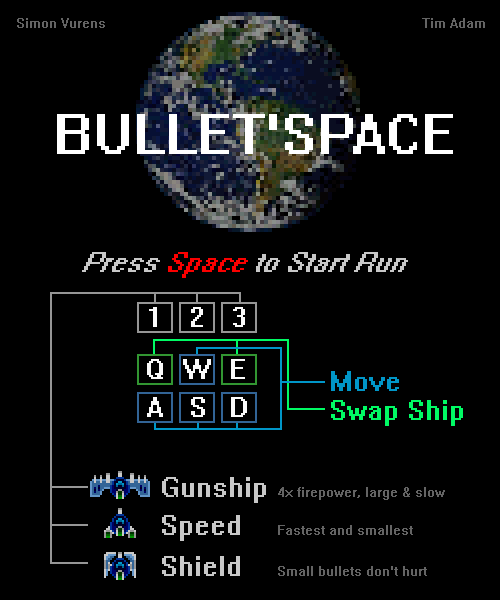 Simon Vurens
Tim Adam
BULLET'SPACE
Press Space to Start Run
1 2 3
Q W E
A S D
Move
Swap Ship
Gunship 4x firepower, large & slow
Speed Fastest and smallest
Shield Small bullets don't hurt